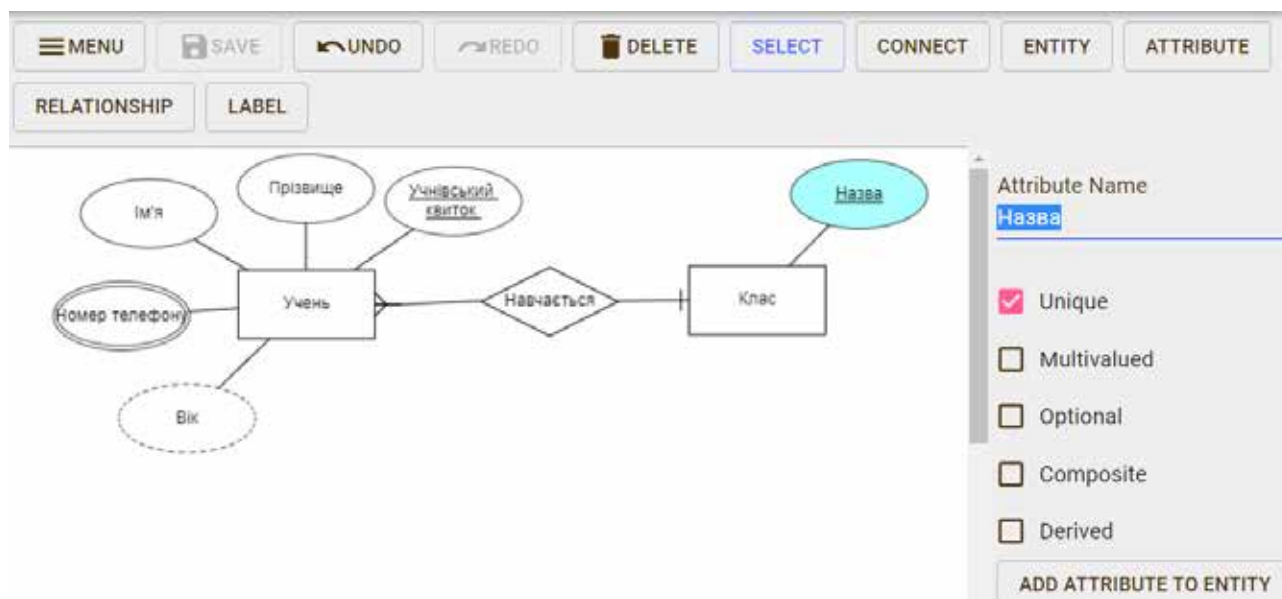 MENU
SAVE
UNDO
REDO
DELETE
SELECT
CONNECT
ENTITY
ATTRIBUTE
RELATIONSHIP
LABEL
Ім'я
Прізвище
Учнівський
квиток
Назва
Номер телефону
Учень
Навчається
Клас
Вік
Attribute Name
Назва
Unique
Multivalued
Optional
Composite
Derived
ADD ATTRIBUTE TO ENTITY